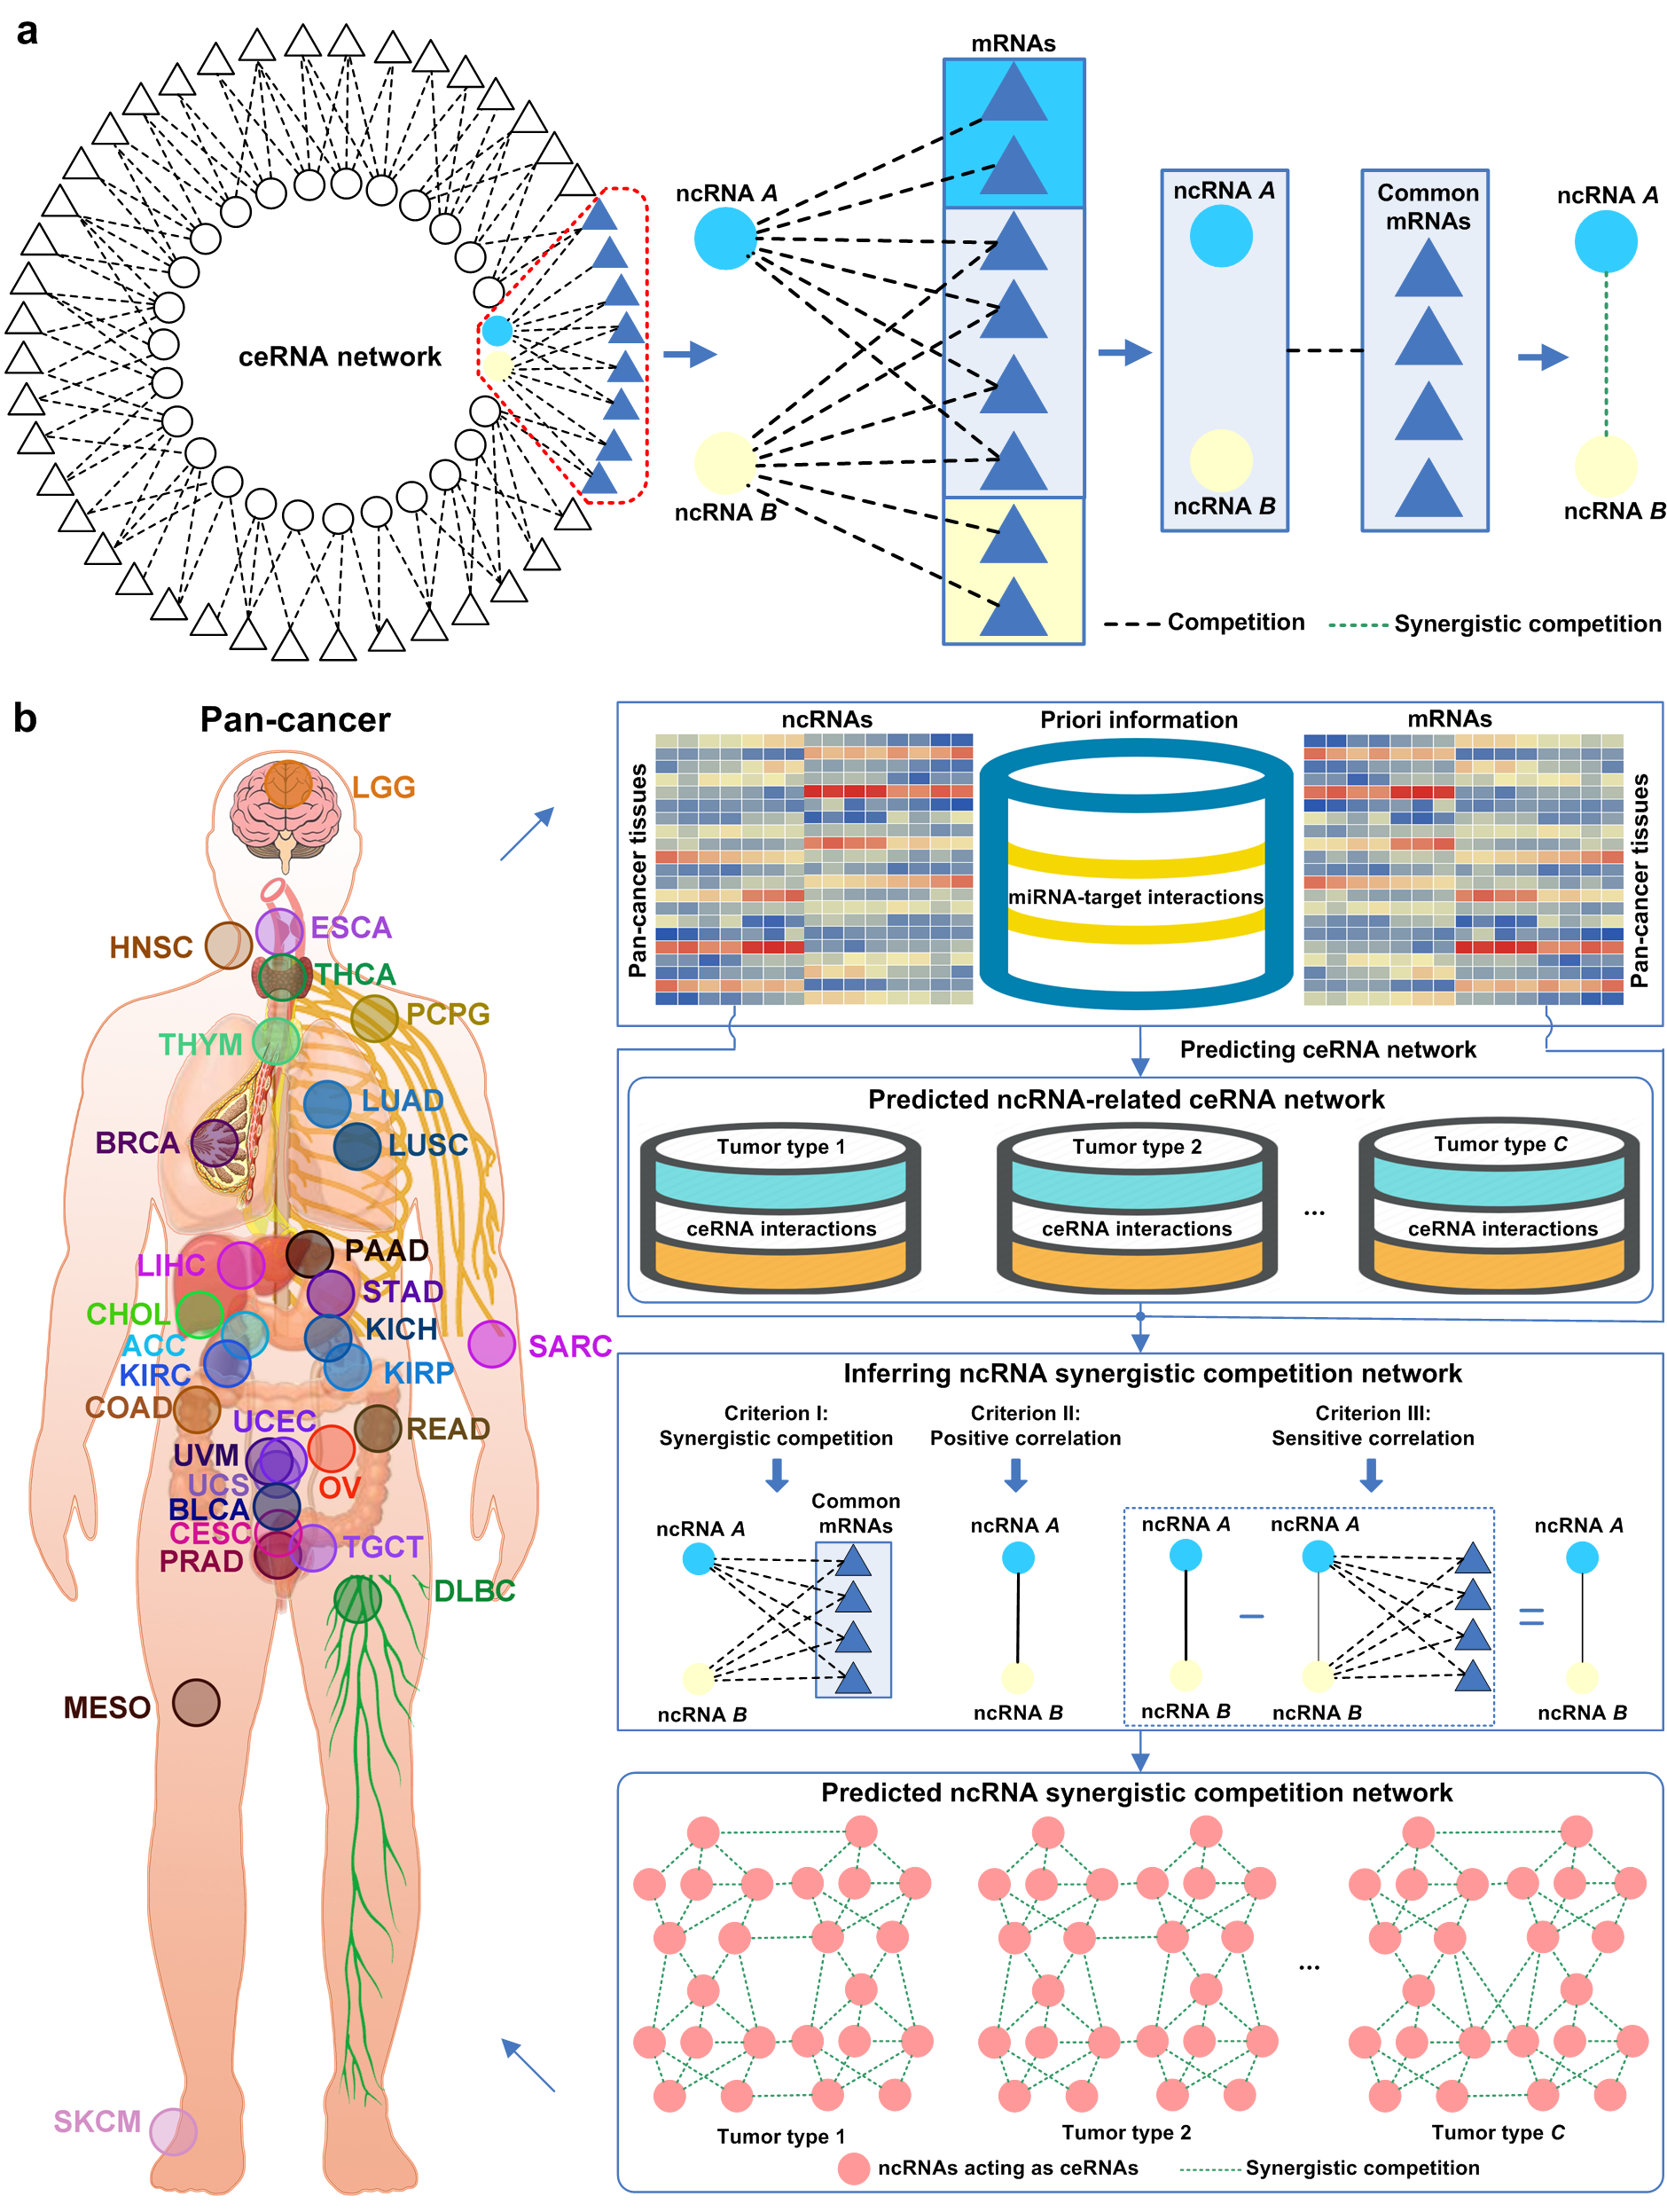 a
mRNAs
ncRNA A
ncRNA B
ceRNA network
ncRNA A
ncRNA B
Common
mRNAs
ncRNA A
ncRNA B
Competition
Synergistic competition
b
Pan-cancer
LGG
HNSC
ESCA
THCA
PCPG
THYM
LUAD
BRCA
LUSC
LIHC
PAAD
STAD
CHOL
ACC
KICH
SARC
KIRC
KIRP
COAD
UCEC
READ
UVM
UCS
OV
BLCA
CESC
TGCT
PRAD
DLBC
MESO
SKCM
ncRNAs
Priori information
mRNAs
Pan-cancer tissues
miRNA-target interactions
Pan-cancer tissues
Predicting ceRNA network
Predicted ncRNA-related ceRNA network
Tumor type 1
ceRNA interactions
Tumor type 2
ceRNA interactions
...
Tumor type C
ceRNA interactions
Inferring ncRNA synergistic competition network
Criterion I:
Synergistic competition
Criterion II:
Positive correlation
Criterion III:
Sensitive correlation
ncRNA A
Common
mRNAs
ncRNA B
ncRNA A
ncRNA B
ncRNA A
ncRNA B
–
ncRNA A
ncRNA B
=
ncRNA A
ncRNA B
Predicted ncRNA synergistic competition network
...
Tumor type 1
Tumor type 2
Tumor type C
ncRNAs acting as ceRNAs
Synergistic competition